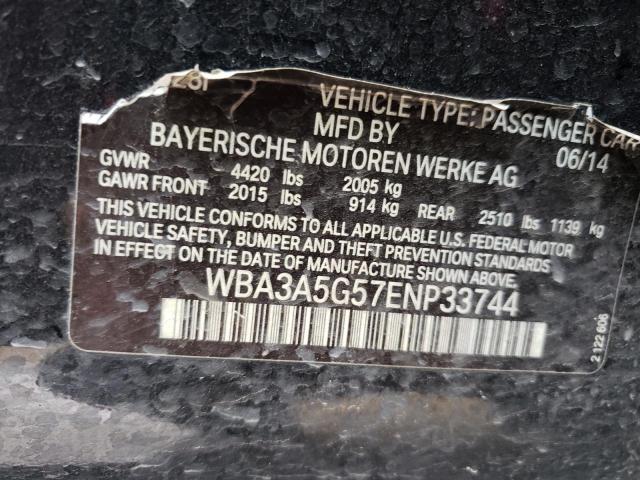 28i
VEHICLE TYPE: PASSENGER CAR
MFD BY
06/14
BAYERISCHE MOTOREN WERKE AG
GVWR 4420 lbs 2005 kg
GAWR FRONT 2015 lbs 914 kg REAR 2510 lbs 1139 kg
THIS VEHICLE CONFORMS TO ALL APPLICABLE U.S. FEDERAL MOTOR
VEHICLE SAFETY, BUMPER AND THEFT PREVENTION STANDARDS
IN EFFECT ON THE DATE OF MANUFACTURE SHOWN ABOVE.
WBA3A5G57ENP33744
2 122 606